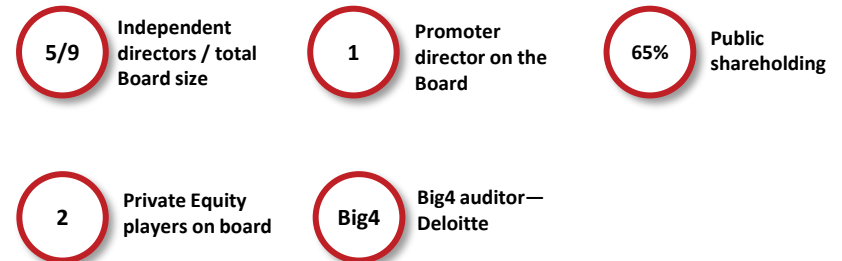 5/9
Independent
directors / total
Board size
1
Promoter
director on the
Board
65%
Public
shareholding
2
Private Equity
players on board
Big4
Big4 auditor—
Deloitte